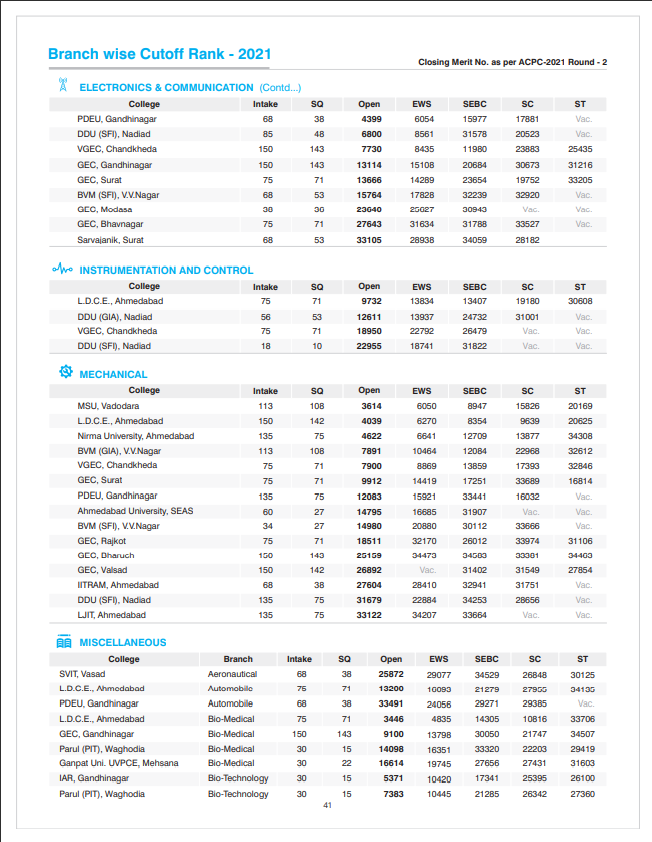 Branch wise Cutoff Rank - 2021
Closing Merit No. as per ACPC-2021 Round - 2
ELECTRONICS & COMMUNICATION (Contd...)
College Intake SQ Open EWS SEBC SC ST
PDEU, Gandhinagar 68 38 4399 6054 15977 17881 Vac.
DDU (SFI), Nadiad 85 48 6800 8561 31578 20523 Vac.
VGEC, Chandkheda 150 143 7730 8435 11980 23883 25435
GEC, Gandhinagar 150 143 13114 15108 20684 30673 31216
GEC, Surat 75 71 13666 14289 23654 19752 33205
BVM (SFI), V.V.Nagar 68 53 15764 17828 32239 32920 Vac.
GEC, Modasa 38 36 23640 25027 30943 Vac. Vac.
GEC, Bhavnagar 75 71 27643 31634 31788 33527 Vac.
Sarvajanik, Surat 68 53 33105 28938 34059 28182
INSTRUMENTATION AND CONTROL
College Intake SQ Open EWS SEBC SC ST
L.D.C.E., Ahmedabad 75 71 9732 13834 13407 19180 30608
DDU (GIA), Nadiad 56 53 12611 13937 24732 31001 Vac.
VGEC, Chandkheda 75 71 18950 22792 26479 Vac. Vac.
DDU (SFI), Nadiad 18 10 22955 18741 31822 Vac. Vac.
MECHANICAL
College Intake SQ Open EWS SEBC SC ST
MSU, Vadodara 113 108 3614 6050 8947 15826 20169
L.D.C.E., Ahmedabad 150 142 4039 6270 8354 9639 20625
Nirma University, Ahmedabad 135 75 4622 6641 12709 13877 34308
BVM (GIA), V.V.Nagar 113 108 7891 10464 12084 22968 32612
VGEC, Chandkheda 75 71 7900 8869 13859 17393 32846
GEC, Surat 75 71 9912 14419 17251 33689 16814
PDEU, Gandhinagar 135 75 12083 15921 33441 16032 Vac.
Ahmedabad University, SEAS 60 27 14795 16685 31907 Vac. Vac.
BVM (SFI), V.V.Nagar 34 27 14980 20880 30112 33666 Vac.
GEC, Rajkot 75 71 18511 32170 26012 33974 31106
GEC, Bharuch 150 143 25159 34473 34583 33381 34463
GEC, Valsad 150 142 26892 Vac. 31402 31549 27854
IITRAM, Ahmedabad 68 38 27604 28410 32941 31751 Vac.
DDU (SFI), Nadiad 135 75 31679 22884 34253 28656 Vac.
LJIT, Ahmedabad 135 75 33122 34207 33664 Vac. Vac.
MISCELLANEOUS
College Branch Intake SQ Open EWS SEBC SC ST
SVIT, Vasad Aeronautical 68 38 25872 29077 34529 26848 30125
L.D.C.E., Ahmedabad Automobile 75 71 13200 16093 21279 27955 34135
PDEU, Gandhinagar Automobile 68 38 33491 24056 29271 29385 Vac.
L.D.C.E., Ahmedabad Bio-Medical 75 71 3446 4835 14305 10816 33706
GEC, Gandhinagar Bio-Medical 150 143 9100 13798 30050 21747 34507
Parul (PIT), Waghodia Bio-Medical 30 15 14098 16351 33320 22203 29419
Ganpat Uni. UVPCE, Mehsana Bio-Medical 30 22 16614 19745 27656 27431 31603
IAR, Gandhinagar Bio-Technology 30 15 5371 10420 17341 25395 26100
Parul (PIT), Waghodia Bio-Technology 30 15 7383 10445 21285 26342 27360
41